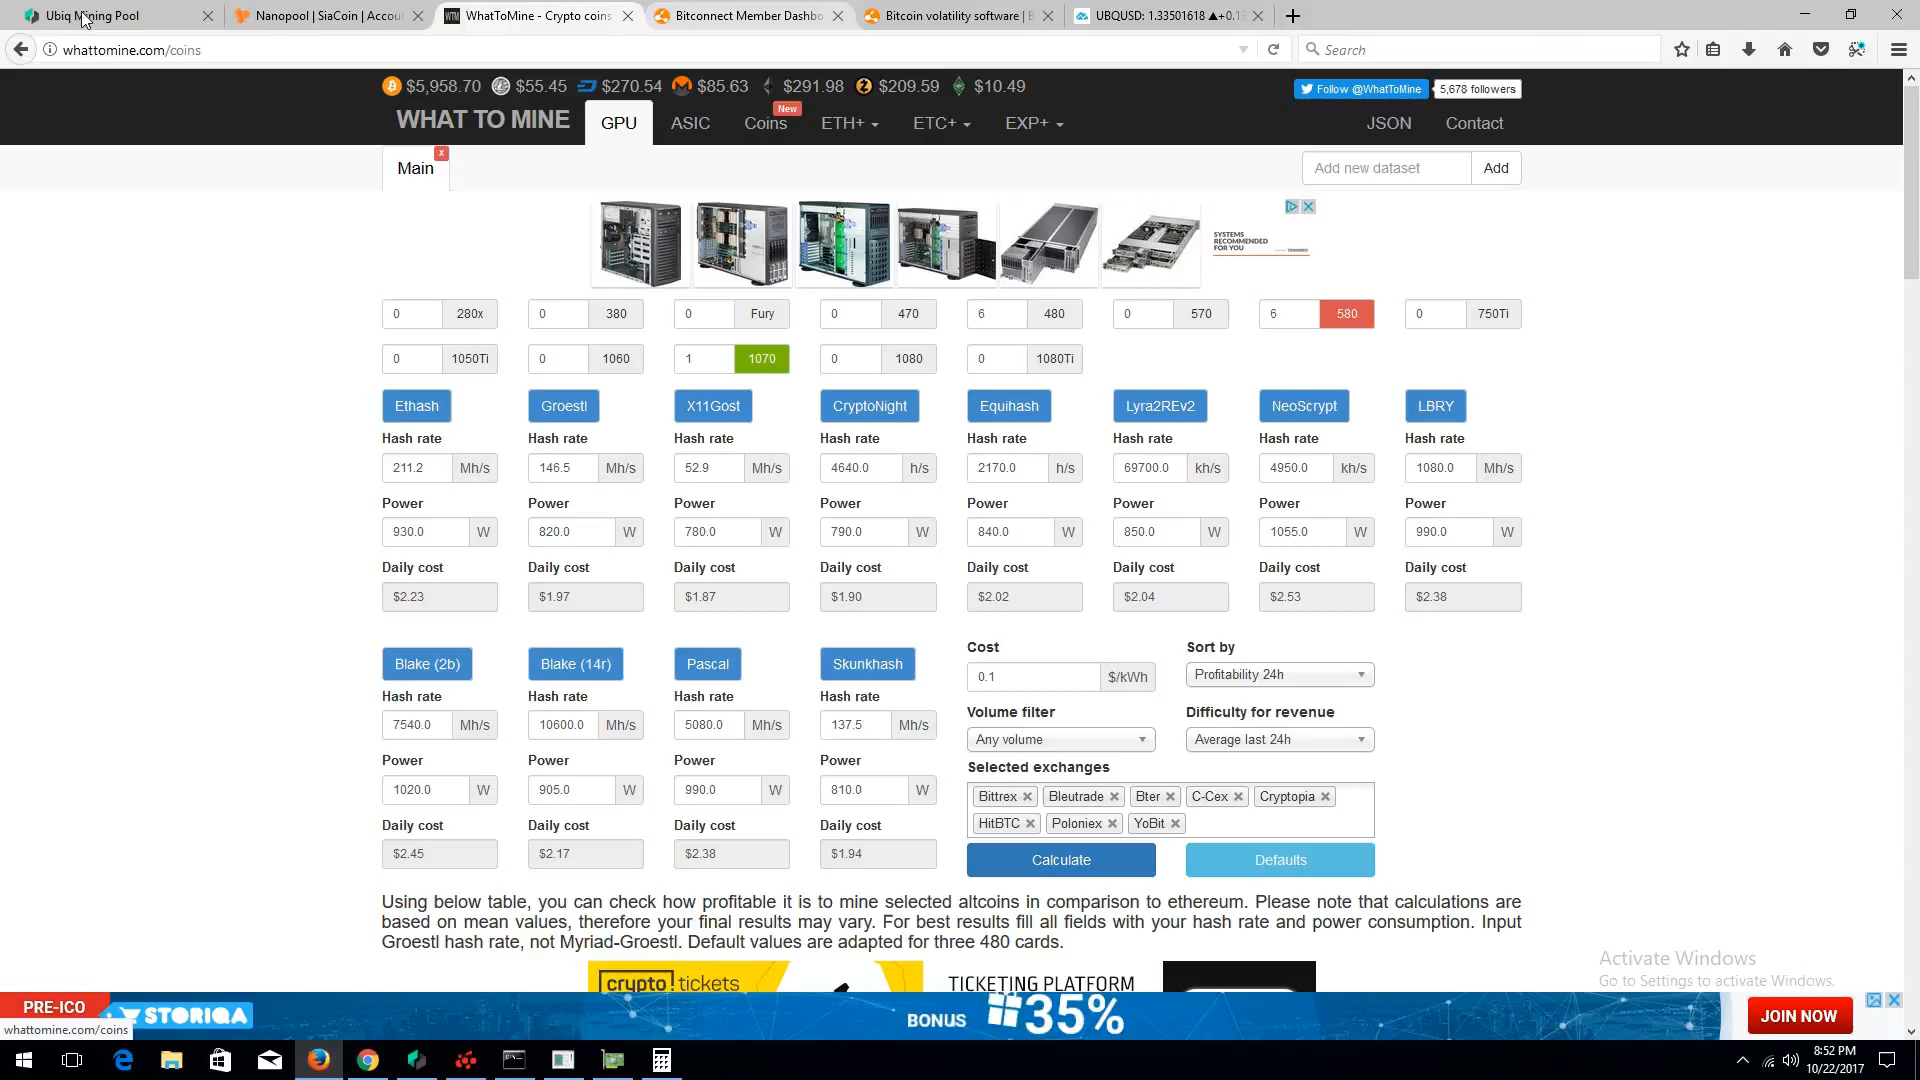 Ubiq Mining Pool
Nanopool | SiaCoin | Accou
WhatToMine - Crypto coins
Bitconnect Member Dashbo
Bitcoin volatility software | B
UBQUSD: 1.33501618 ▲+0.1
whattomine.com/coins
Search
$5,958.70 $55.45 $270.54 $85.63 $291.98 $209.59 $10.49
Follow @WhatToMine 5,678 followers
WHAT TO MINE GPU ASIC Coins New ETH+ ETC+ EXP+ JSON Contact
Main x
Add new dataset Add
SYSTEMS
RECOMMENDED
FOR YOU
0 280x 0 380 0 Fury 0 470 6 480 0 570 6 580 0 750Ti
0 1050Ti 0 1060 1 1070 0 1080 0 1080Ti
Ethash Groestl X11Gost CryptoNight Equihash Lyra2REv2 NeoScrypt LBRY
Hash rate Hash rate Hash rate Hash rate Hash rate Hash rate Hash rate Hash rate
211.2 Mh/s 146.5 Mh/s 52.9 Mh/s 4640.0 h/s 2170.0 h/s 69700.0 kh/s 4950.0 kh/s 1080.0 Mh/s
Power Power Power Power Power Power Power Power
930.0 W 820.0 W 780.0 W 790.0 W 840.0 W 850.0 W 1055.0 W 990.0 W
Daily cost Daily cost Daily cost Daily cost Daily cost Daily cost Daily cost Daily cost
$2.23 $1.97 $1.87 $1.90 $2.02 $2.04 $2.53 $2.38
Blake (2b) Blake (14r) Pascal Skunkhash
Hash rate Hash rate Hash rate Hash rate
7540.0 Mh/s 10600.0 Mh/s 5080.0 Mh/s 137.5 Mh/s
Power Power Power Power
1020.0 W 905.0 W 990.0 W 810.0 W
Daily cost Daily cost Daily cost Daily cost
$2.45 $2.17 $2.38 $1.94
Cost Sort by
0.1 $/kWh Profitability 24h
Volume filter Difficulty for revenue
Any volume Average last 24h
Selected exchanges
Bittrex Bleutrade Bter C-Cex Cryptopia
HitBTC Poloniex YoBit
Calculate Defaults
Using below table, you can check how profitable it is to mine selected altcoins in comparison to ethereum. Please note that calculations are
based on mean values, therefore your final results may vary. For best results fill all fields with your hash rate and power consumption. Input
Groestl hash rate, not Myriad-Groestl. Default values are adapted for three 480 cards.
crypto!tickets TICKETING PLATFORM
Activate Windows
Go to Settings to activate Windows.
PRE-ICO STORIQA BONUS 35% JOIN NOW
whattomine.com/coins
8:52 PM
10/22/2017